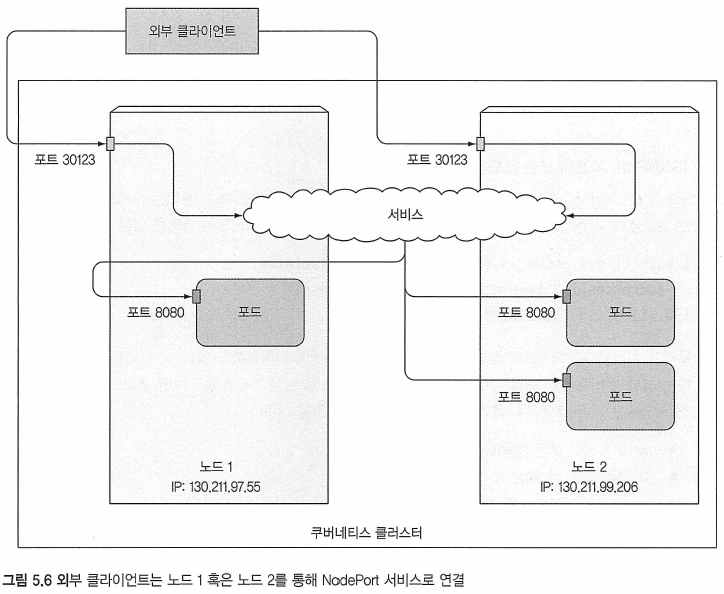 외부 클라이언트
포트 30123
포트 30123
서비스
포트 8080
포드
포트 8080
포드
포트 8080
포드
노드 1
IP: 130.211.97.55
노드 2
IP: 130.211.99.206
쿠버네티스 클러스터
그림 5.6 외부 클라이언트는 노드 1 혹은 노드 2를 통해 NodePort 서비스로 연결